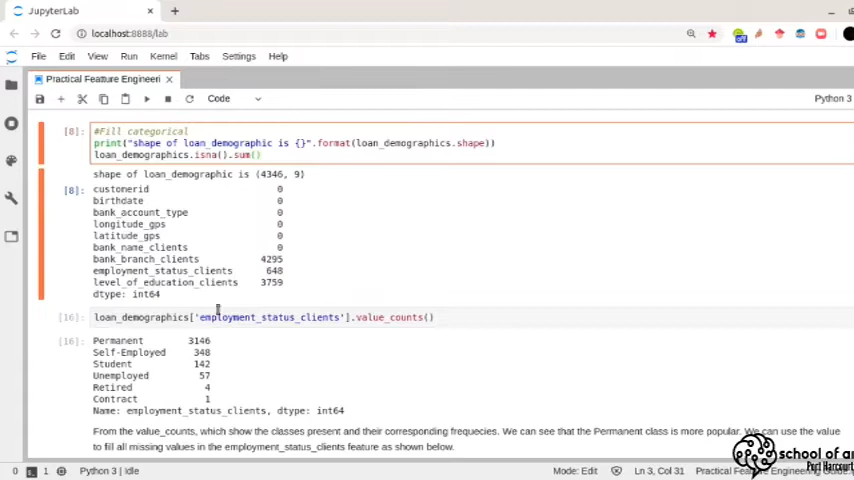 JupyterLab
localhost:8888/lab
off
File Edit View Run Kernel Tabs Settings Help
Practical Featture Engineeri
Code
Python 3
[8]: #Fill categorical
print("shape of loan_demographic is {}".format(loan_demographics.shape))
loan_demographics.isna().sum()
shape of loan_demographic is (4346, 9)
[8]: customerid 0
birthdate 0
bank_account_type 0
longitude_gps 0
latitude_gps 0
bank_name_clients 0
bank_branch_clients 4295
employment_status_clients 648
level_of_education_clients 3759
dtype: int64
[16]: loan_demographics['employment_status_clients'].value_counts()
[16]: Permanent 3146
Self-Employed 348
Student 142
Unemployed 57
Retired 4
Contract 1
Name: employment_status_clients, dtype: int64
From the value_counts, which show the classes present and their corresponding frequecies. We can see that the Permanent class is more popular. We can use the value
to fill all missing values in the employment_status_clients feature as shown below.
school of a
Port Harcourt
0 1 Python 3 | Idle Mode: Edit Ln 3, Col 31 Practical Feature Engineering Guide